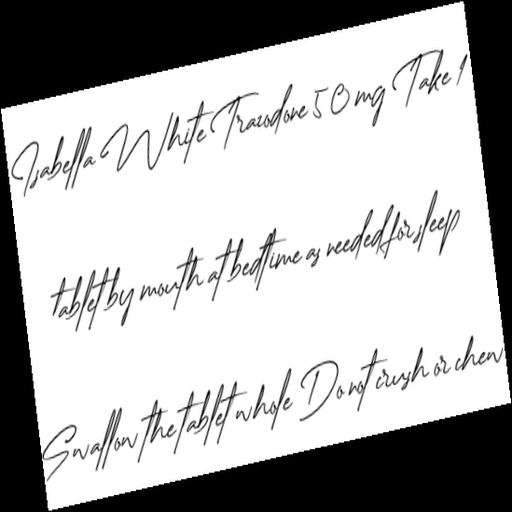 Isabella White Trazodone 50 mg Take 1
tablet by mouth at bedtime as needed for sleep
Swallow the tablet whole Do not crush or chew